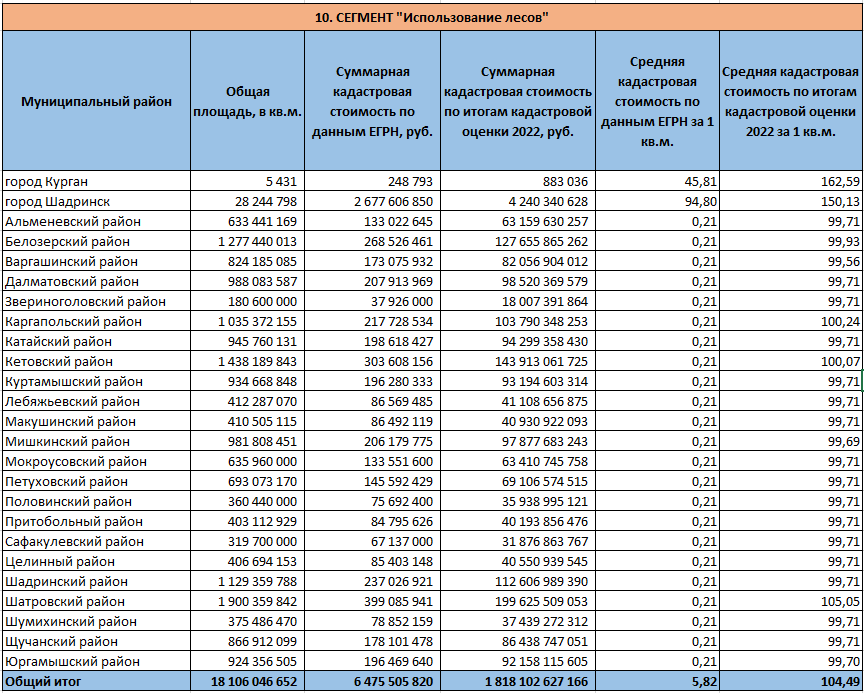 10. СЕГМЕНТ "Использование лесов"
Муниципальный район | Общая площадь, в кв.м. | Суммарная кадастровая стоимость по данным ЕГРН, руб. | Суммарная кадастровая стоимость по итогам кадастровой оценки 2022, руб. | Средняя кадастровая стоимость по данным ЕГРН за 1 кв.м. | Средняя кадастровая стоимость по итогам кадастровой оценки 2022 за 1 кв.м.
город Курган 5 431 248 793 883 036 45,81 162,59
город Шадринск 28 244 798 2 677 606 850 4 240 340 628 94,80 150,13
Альменевский район 633 441 169 133 022 645 63 159 630 257 0,21 99,71
Белозерский район 1 277 440 013 268 526 461 127 655 865 262 0,21 99,93
Варгашинский район 824 185 085 173 075 932 82 056 904 012 0,21 99,56
Далматовский район 988 083 587 207 913 969 98 520 369 579 0,21 99,71
Звериноголовский район 180 600 000 37 926 000 18 007 391 864 0,21 99,71
Каргапольский район 1 035 372 155 217 728 534 103 790 348 253 0,21 100,24
Катайский район 945 760 131 198 618 427 94 299 358 430 0,21 99,71
Кетовский район 1 438 189 843 303 608 156 143 913 061 725 0,21 100,07
Куртамышский район 934 668 848 196 280 333 93 194 603 314 0,21 99,71
Лебяжьевский район 412 287 070 86 569 485 41 108 656 875 0,21 99,71
Макушинский район 410 505 115 86 492 119 40 930 922 093 0,21 99,71
Мишкинский район 981 808 451 206 179 775 97 877 683 243 0,21 99,69
Мокроусовский район 635 960 000 133 551 600 63 410 745 758 0,21 99,71
Петуховский район 693 073 170 145 592 429 69 106 574 515 0,21 99,71
Половинский район 360 440 000 75 692 400 35 938 995 121 0,21 99,71
Притобольный район 403 112 929 84 795 626 40 193 856 476 0,21 99,71
Сафакулевский район 319 700 000 67 137 000 31 876 863 767 0,21 99,71
Целинный район 406 694 153 85 403 148 40 550 939 545 0,21 99,71
Шадринский район 1 129 359 788 237 026 921 112 606 989 390 0,21 99,71
Шатровский район 1 900 359 842 399 085 941 199 625 509 053 0,21 105,05
Шумихинский район 375 486 470 78 852 159 37 439 272 312 0,21 99,71
Щучанский район 866 912 099 178 101 478 86 438 747 051 0,21 99,71
Юргамышский район 924 356 505 196 469 640 92 158 115 605 0,21 99,70
Общий итог 18 106 046 652 6 475 505 820 1 818 102 627 166 5,82 104,49